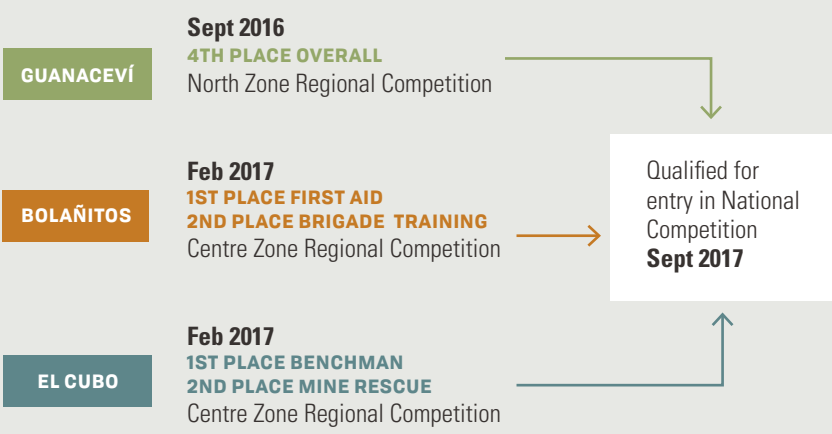 GUANACEVÍ
Sept 2016
4TH PLACE OVERALL
North Zone Regional Competition
BOLAÑITOS
Feb 2017
1ST PLACE FIRST AID
2ND PLACE BRIGADE TRAINING
Centre Zone Regional Competition
EL CUBO
Feb 2017
1ST PLACE BENCHMAN
2ND PLACE MINE RESCUE
Centre Zone Regional Competition
Qualified for
entry in National
Competition
Sept 2017